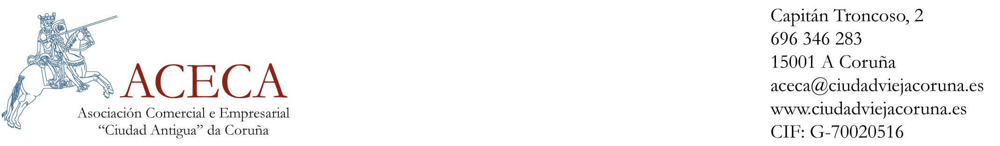 ACECA
Asociación Comercial e Empresarial
“Ciudad Antigua” da Coruña
Capitán Troncoso, 2
696 346 283
15001 A Coruña
aceca@ciudadviejacoruna.es
www.ciudadviejacoruna.es
CIF: G-70020516